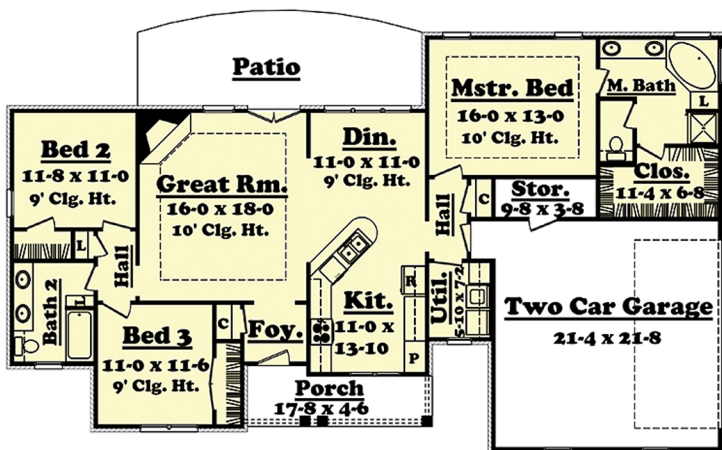 Patio
Mstr. Bed
16-0 x 13-0
10' Clg. Ht.
M. Bath
L
Bed 2
11-8 x 11-0
9' Clg. Ht.
Great Rm.
16-0 x 18-0
10' Clg. Ht.
Din.
11-0 x 11-0
9' Clg. Ht.
Clos.
11-4 x 6-8
C
Stor.
9-8 x 3-8
Hall
L
Hall
Bath 2
L
R
Util.
5-10 x 7-2
Kit.
11-0 x
13-10
P
Two Car Garage
21-4 x 21-8
C
Foy.
Bed 3
11-0 x 11-6
9' Clg. Ht.
Porch
17-8 x 4-6